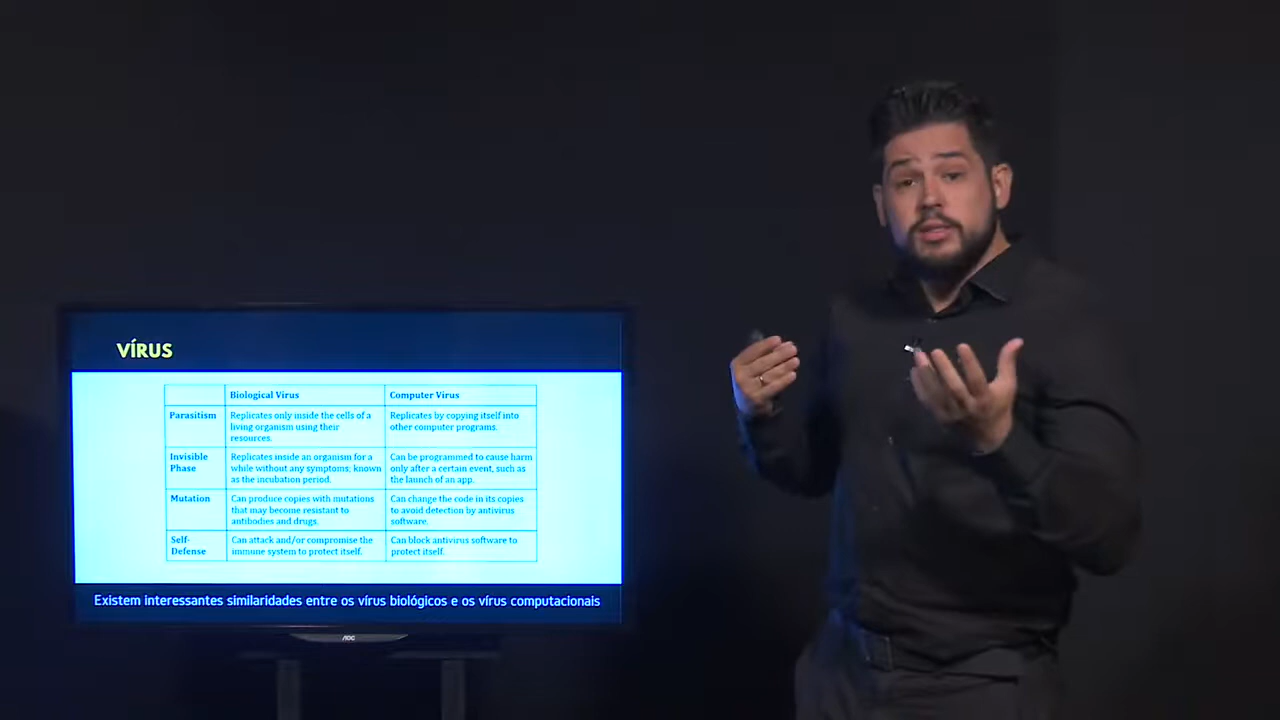 VÍRUS
Biological Virus
Computer Virus
Parasitism
Replicates only inside the cells of a
living organism using their
resources.
Replicates by copying itself into
other computer programs.
Invisible
Phase
Replicates inside an organism for a
while without any symptoms; known
as the incubation period.
Can be programmed to cause harm
only after a certain event, such as
the launch of an app.
Mutation
Can produce copies with mutations
that may become resistant to
antibodies and drugs.
Can change the code in its copies
to avoid detection by antivirus
software.
Self-
Defense
Can attack and/or compromise the
immune system to protect itself.
Can block antivirus software to
protect itself.
Existem interessantes similaridades entre os vírus biológicos e os vírus computacionais
AOC